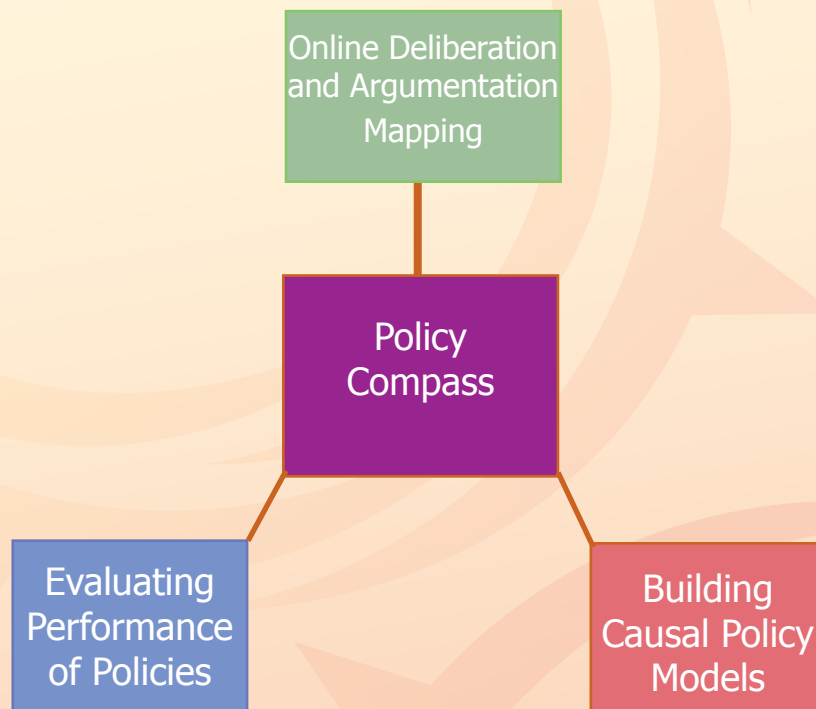 Online Deliberation
and Argumentation
Mapping
Policy
Compass
Evaluating
Performance
of Policies
Building
Causal Policy
Models